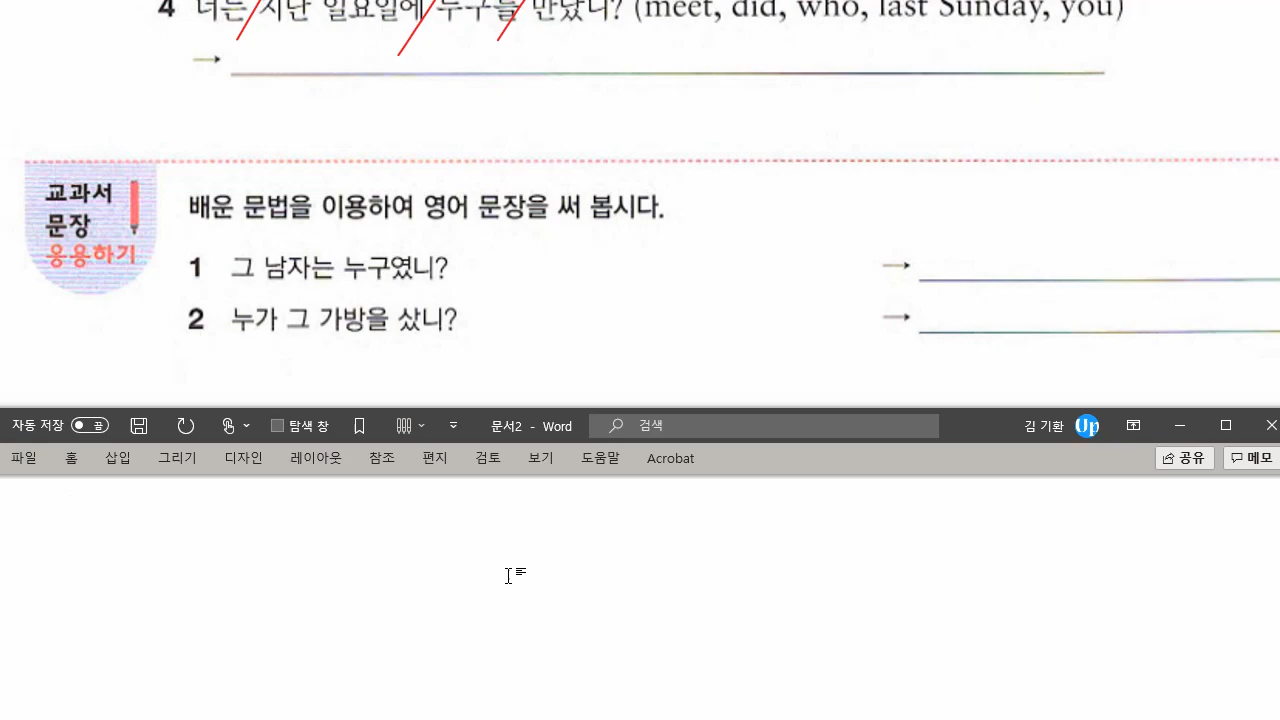 4 너는 지난 일요일에 누구를 만났니? (meet, did, who, last Sunday, you)
→
교과서
문장
응용하기
배운 문법을 이용하여 영어 문장을 써 봅시다.
1 그 남자는 누구였니? →
2 누가 그 가방을 샀니? →
자동 저장 끔 탐색 창 문서2 - Word 검색 김 기환 Up
파일 홈 삽입 그리기 디자인 레이아웃 참조 편지 검토 보기 도움말 Acrobat 공유 메모